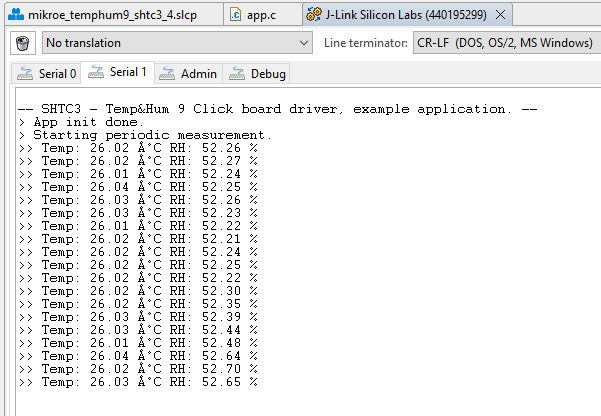 mikroe_temphum9_shtc3_4.slcp app.c J-Link Silicon Labs (440195299)
No translation Line terminator: CR-LF (DOS, OS/2, MS Windows)
Serial 0 Serial 1 Admin Debug
-- SHTC3 - Temp&Hum 9 Click board driver, example application. --
> App init done.
> Starting periodic measurement.
>> Temp: 26.02 Å°C RH: 52.26 %
>> Temp: 26.02 Å°C RH: 52.27 %
>> Temp: 26.01 Å°C RH: 52.24 %
>> Temp: 26.04 Å°C RH: 52.25 %
>> Temp: 26.03 Å°C RH: 52.26 %
>> Temp: 26.03 Å°C RH: 52.23 %
>> Temp: 26.01 Å°C RH: 52.22 %
>> Temp: 26.02 Å°C RH: 52.21 %
>> Temp: 26.02 Å°C RH: 52.24 %
>> Temp: 26.02 Å°C RH: 52.25 %
>> Temp: 26.02 Å°C RH: 52.22 %
>> Temp: 26.02 Å°C RH: 52.30 %
>> Temp: 26.02 Å°C RH: 52.35 %
>> Temp: 26.03 Å°C RH: 52.39 %
>> Temp: 26.03 Å°C RH: 52.44 %
>> Temp: 26.01 Å°C RH: 52.48 %
>> Temp: 26.04 Å°C RH: 52.64 %
>> Temp: 26.02 Å°C RH: 52.70 %
>> Temp: 26.03 Å°C RH: 52.65 %